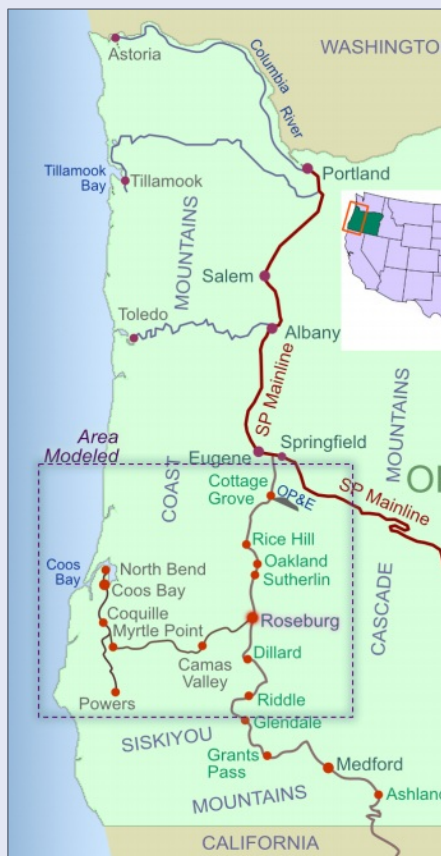 Astoria
Columbia
River
WASHINGTO
Tillamook
Bay
Tillamook
Portland
MOUNTAINS
Salem
Toledo
Albany
SP Mainline
MOUNTAINS
Area
Modeled
Eugene
Springfield
COAST
Cottage
Grove
OP&E
SP Mainline
Rice Hill
Oakland
Sutherlin
Coos
Bay
North Bend
Coos Bay
Coquille
Myrtle Point
Roseburg
CASCADE
Camas
Valley
Dillard
Powers
Riddle
Glendale
SISKIYOU
Grants
Pass
Medford
MOUNTAINS
Ashland
CALIFORNIA